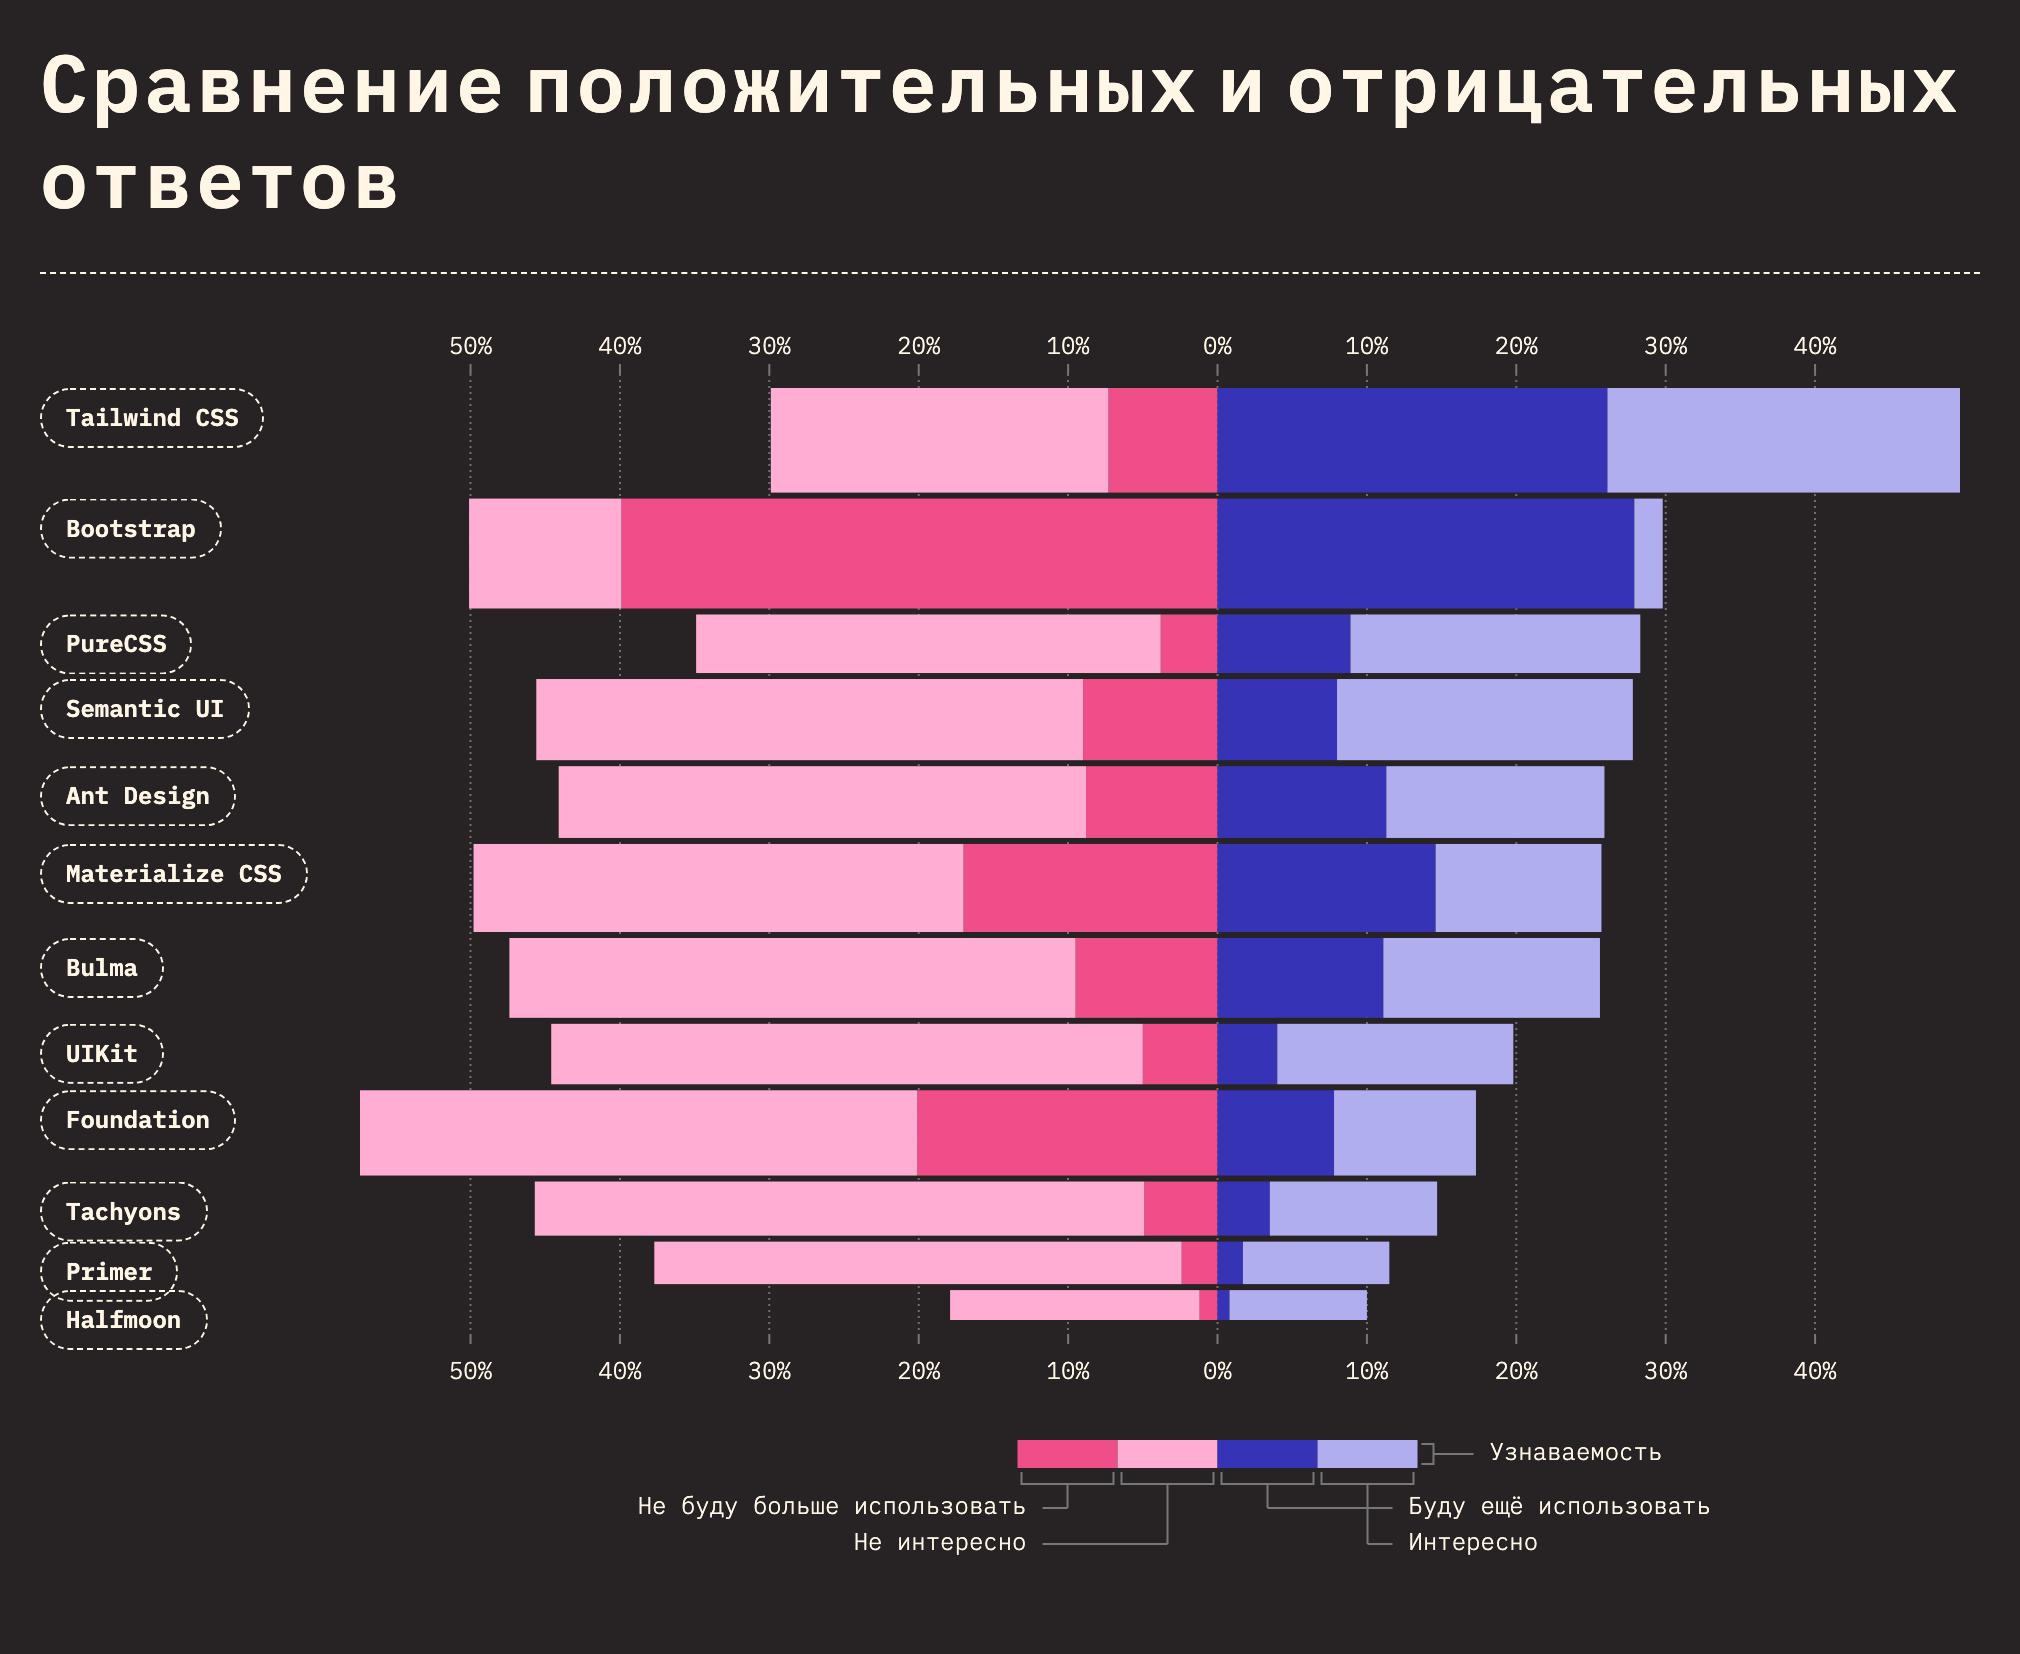 Сравнение положительных и отрицательных
ответов
50% 40% 30% 20% 10% 0% 10% 20% 30% 40%
Tailwind CSS
Bootstrap
PureCSS
Semantic UI
Ant Design
Materialize CSS
Bulma
UIKit
Foundation
Tachyons
Primer
Halfmoon
50% 40% 30% 20% 10% 0% 10% 20% 30% 40%
Узнаваемость
Не буду больше использовать Буду ещё использовать
Не интересно Интересно